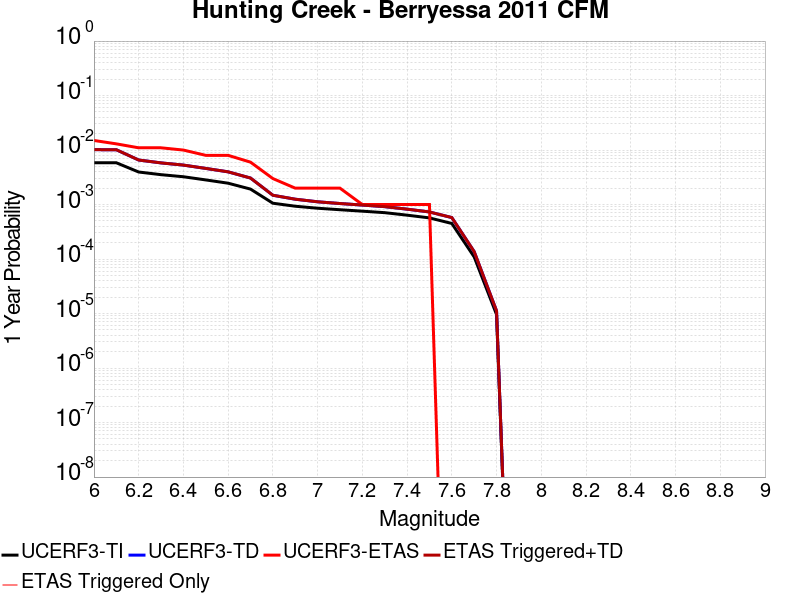 Hunting Creek - Berryessa 2011 CFM
10^0
10^-1
10^-2
10^-3
10^-4
10^-5
10^-6
10^-7
10^-8
1 Year Probability
6 6.2 6.4 6.6 6.8 7 7.2 7.4 7.6 7.8 8 8.2 8.4 8.6 8.8 9
Magnitude
UCERF3-TI UCERF3-TD UCERF3-ETAS ETAS Triggered+TD
ETAS Triggered Only